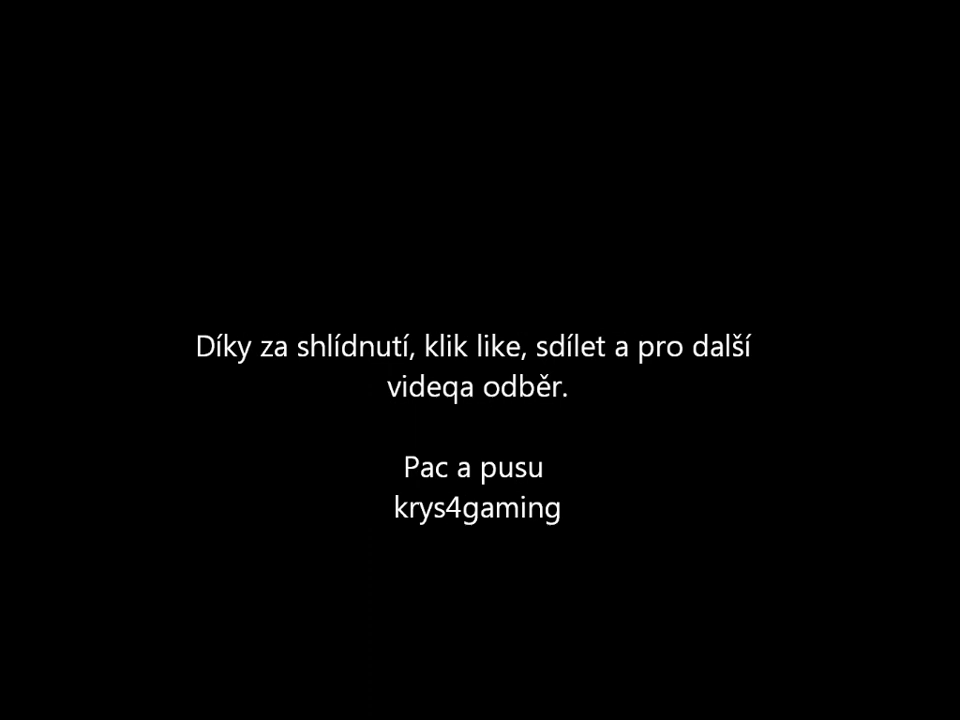 Díky za shlídnutí, klik like, sdílet a pro další
videqa odběr.
Pac a pusu
krys4gaming